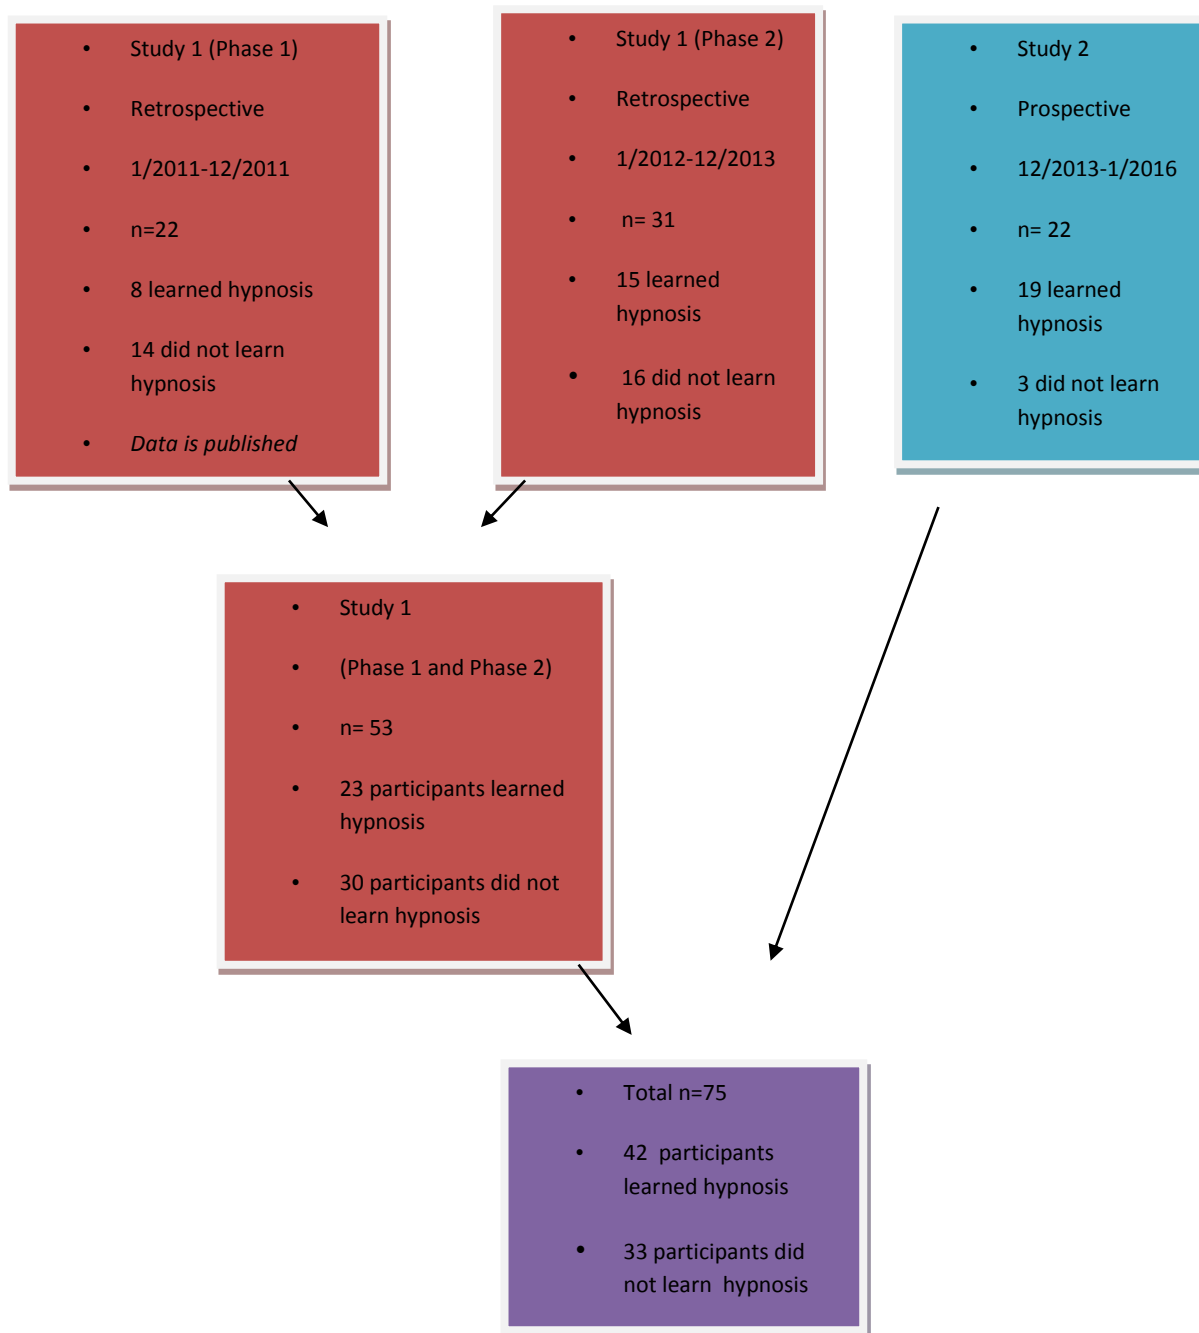 • Study 1 (Phase 1)
• Retrospective
• 1/2011-12/2011
• n=22
• 8 learned hypnosis
• 14 did not learn
hypnosis
• Data is published
• Study 1 (Phase 2)
• Retrospective
• 1/2012-12/2013
• n= 31
• 15 learned
hypnosis
• 16 did not learn
hypnosis
• Study 2
• Prospective
• 12/2013-1/2016
• n= 22
• 19 learned
hypnosis
• 3 did not learn
hypnosis
• Study 1
• (Phase 1 and Phase 2)
• n= 53
• 23 participants learned
hypnosis
• 30 participants did not
learn hypnosis
• Total n=75
• 42 participants
learned hypnosis
• 33 participants did
not learn hypnosis